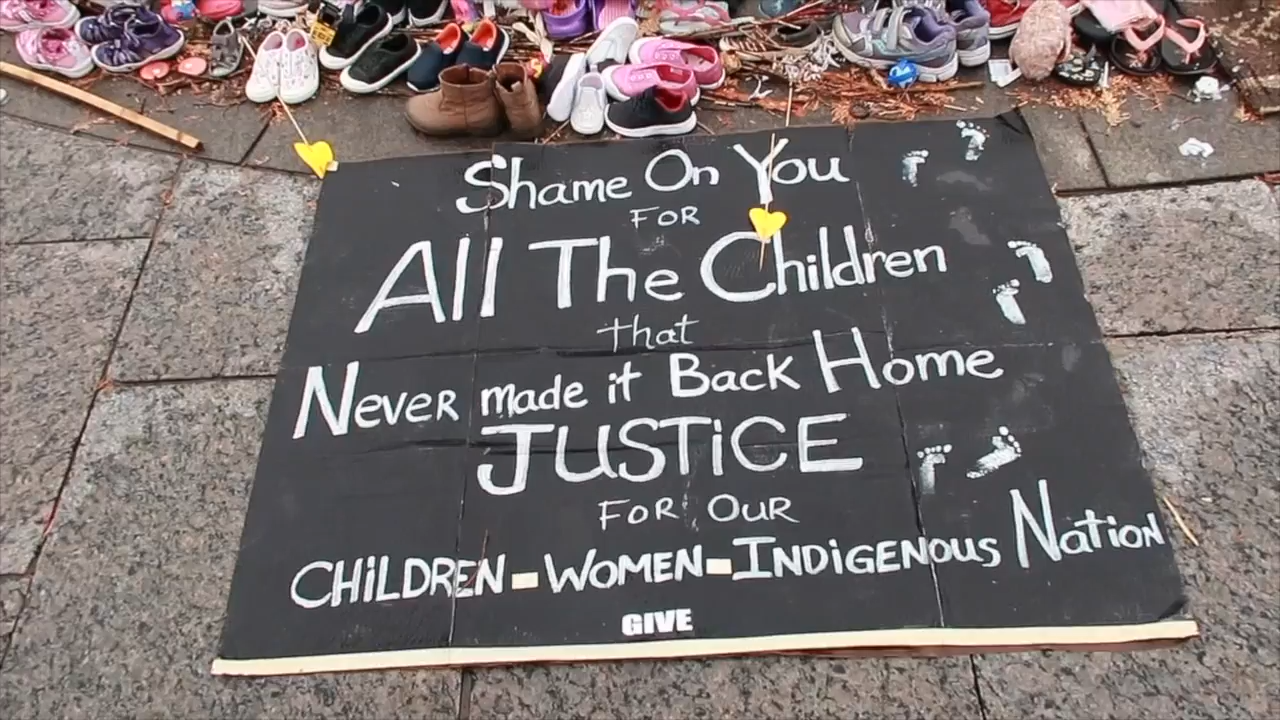 Shame On You
FOR
All The Children
that
Never made it Back Home
JUSTiCE
FOR OUR
CHiLDREN-WOMEN-INDiGENOUS NatioN
GIVE